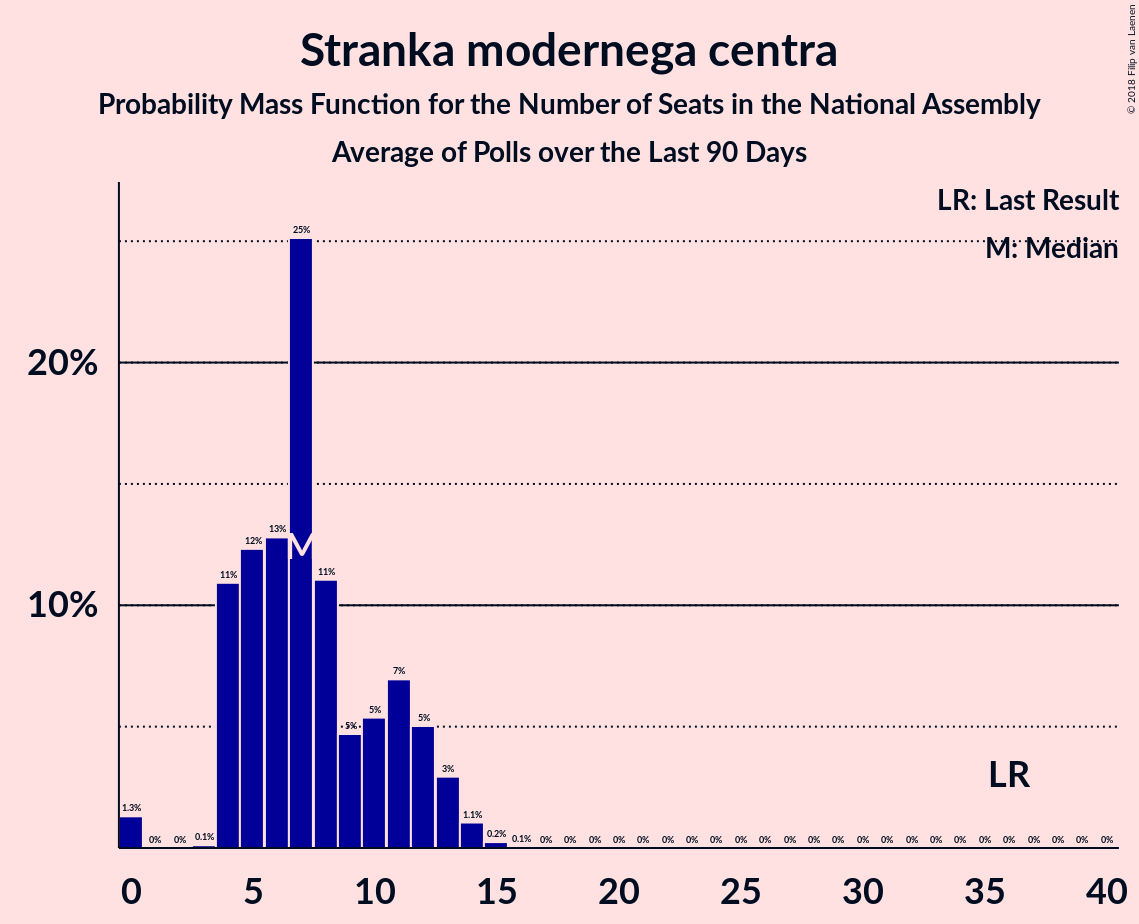 Stranka modernega centra
Probability Mass Function for the Number of Seats in the National Assembly
Average of Polls over the Last 90 Days
© 2018 Filip van Laenen
LR: Last Result
M: Median
25%
20%
13%
12%
11%
11%
10%
7%
5%
5%
5%
LR
3%
1.3%
1.1%
0% 0% 0.1% 0.2% 0.1% 0% 0% 0% 0% 0% 0% 0% 0% 0% 0% 0% 0% 0% 0% 0% 0% 0% 0% 0% 0% 0% 0% 0% 0%
0 5 10 15 20 25 30 35 40